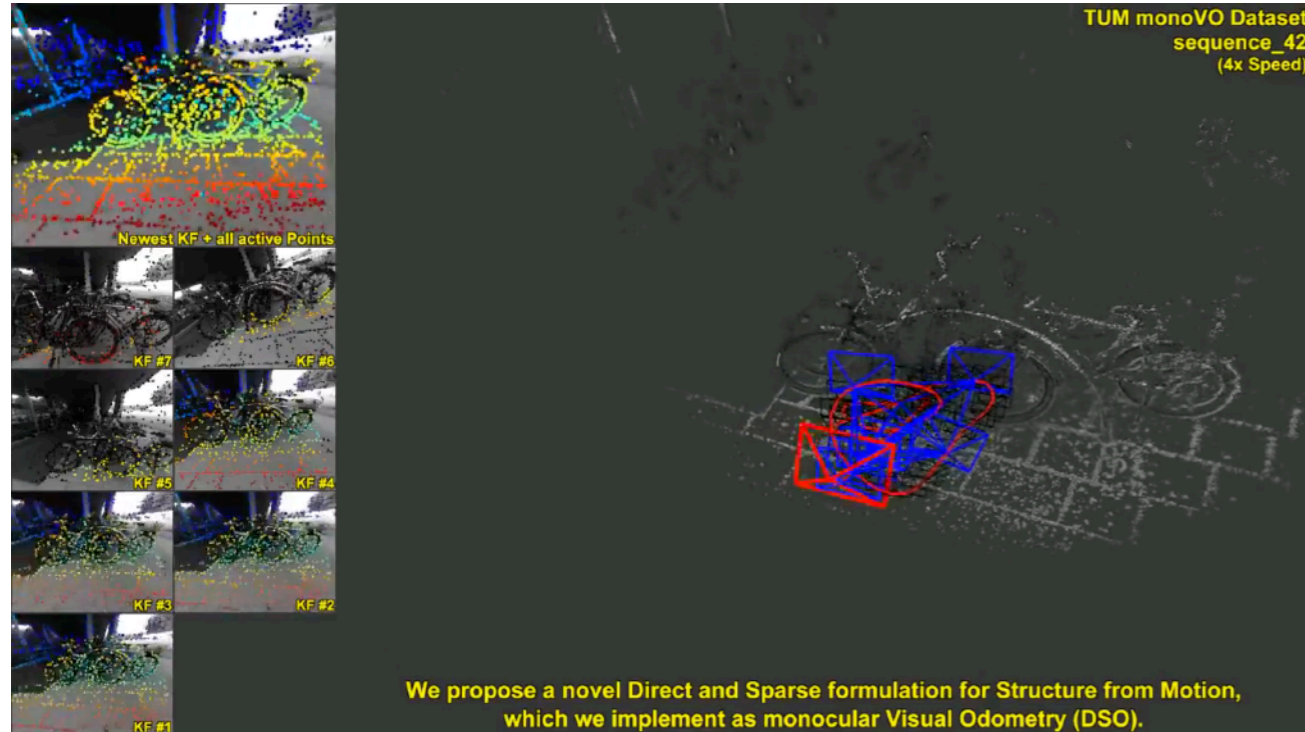 TUM monoVO Dataset
sequence_42
(4x Speed)
Newest KF + all active Points
KF #7
KF #6
KF #5
KF #4
KF #3
KF #2
KF #1
We propose a novel Direct and Sparse formulation for Structure from Motion,
which we implement as monocular Visual Odometry (DSO).